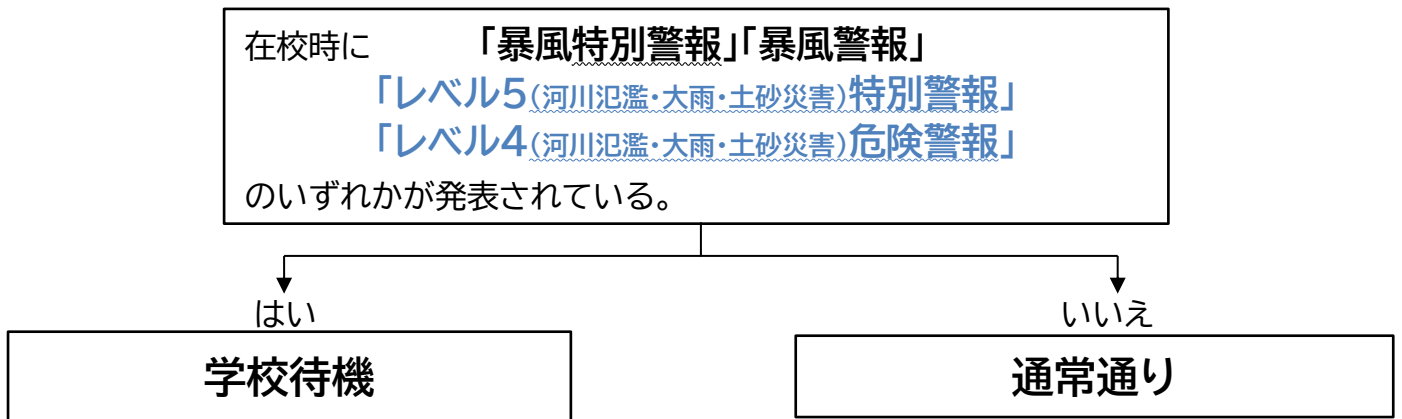 在校時に　「暴風特別警報」「暴風警報」
「レベル5(河川氾濫・大雨・土砂災害)特別警報」
「レベル4(河川氾濫・大雨・土砂災害)危険警報」
のいずれかが発表されている。
はい
いいえ
学校待機
通常通り